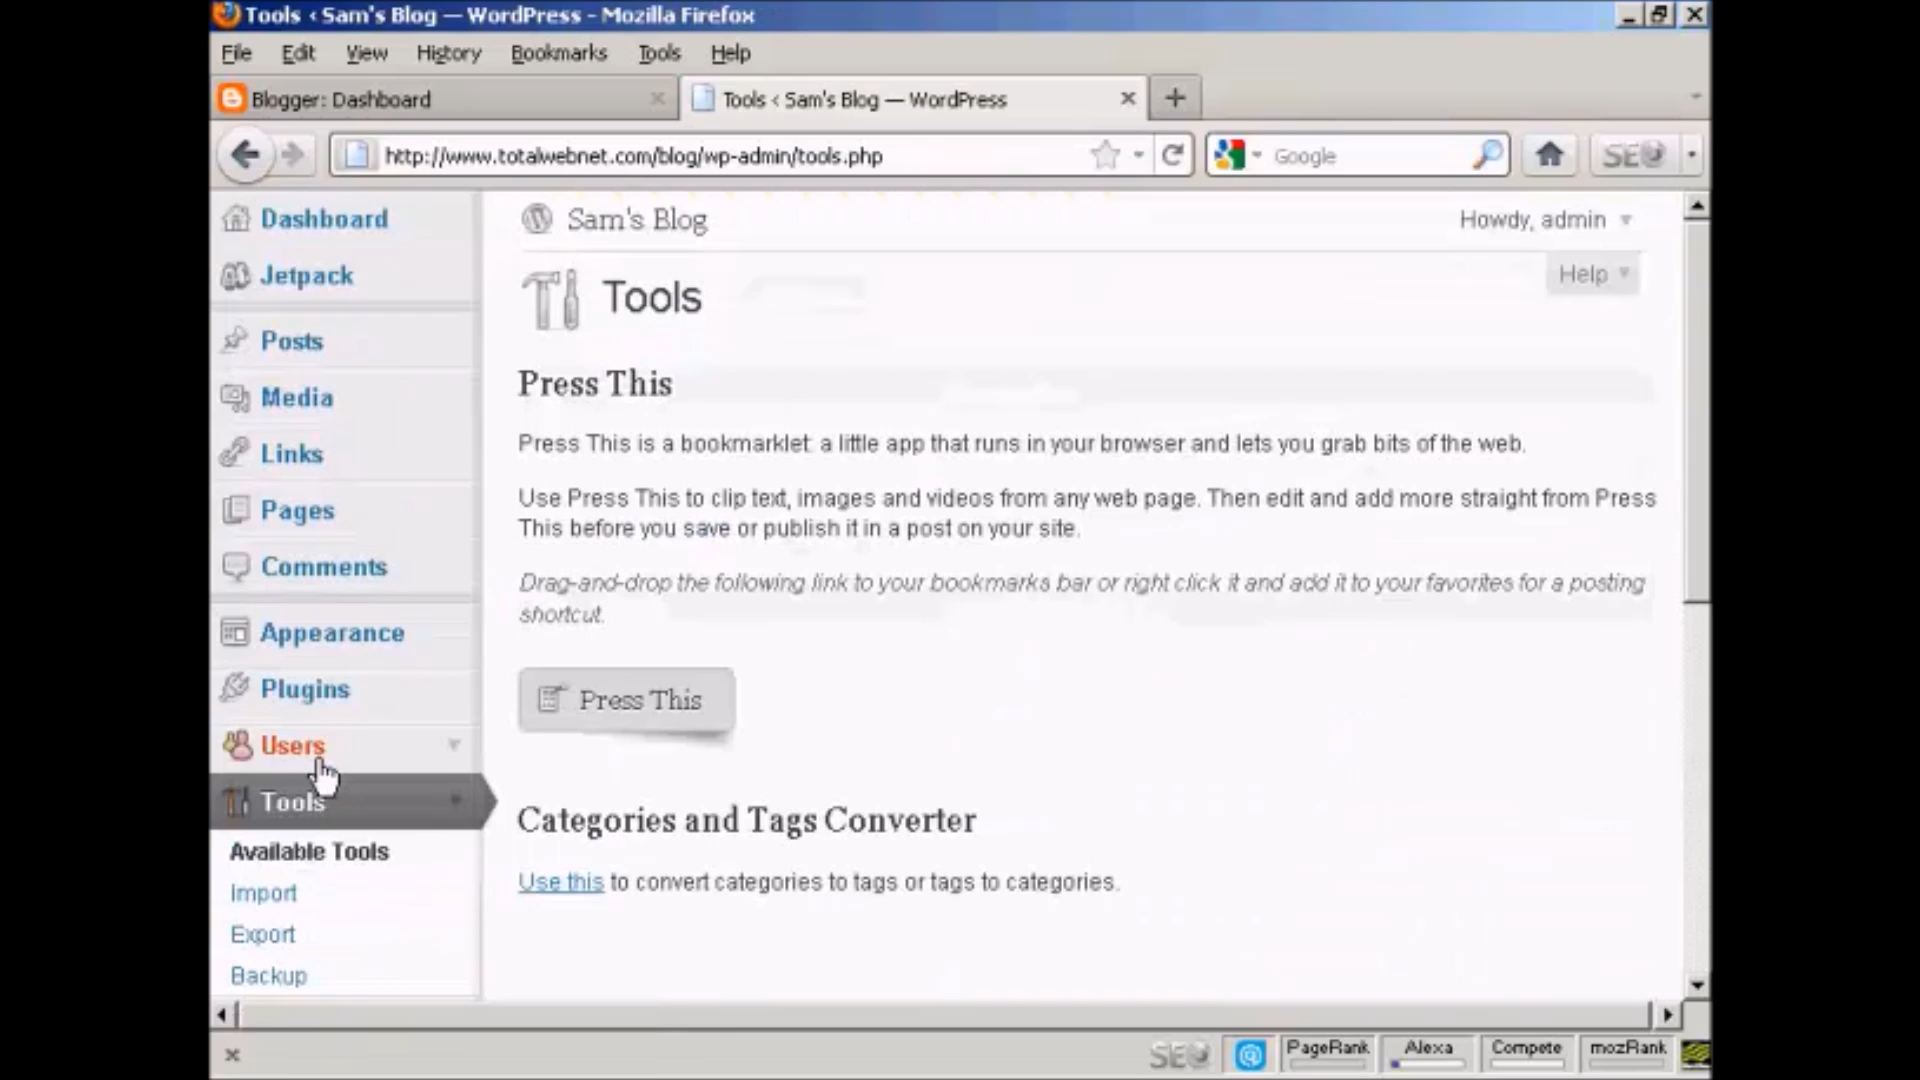 Tools ‹ Sam's Blog — WordPress - Mozilla Firefox
File Edit View History Bookmarks Tools Help
Blogger: Dashboard
Tools ‹ Sam's Blog — WordPress
http://www.totalwebnet.com/blog/wp-admin/tools.php
Google
SEO
Dashboard
Jetpack
Posts
Media
Links
Pages
Comments
Appearance
Plugins
Users
Tools
Available Tools
Import
Export
Backup
Sam's Blog
Howdy, admin
Help
Tools
Press This
Press This is a bookmarklet: a little app that runs in your browser and lets you grab bits of the web.
Use Press This to clip text, images and videos from any web page. Then edit and add more straight from Press
This before you save or publish it in a post on your site.
Drag-and-drop the following link to your bookmarks bar or right click it and add it to your favorites for a posting
shortcut.
Press This
Categories and Tags Converter
Use this to convert categories to tags or tags to categories.
SEO
PageRank
Alexa
Compete
mozRank